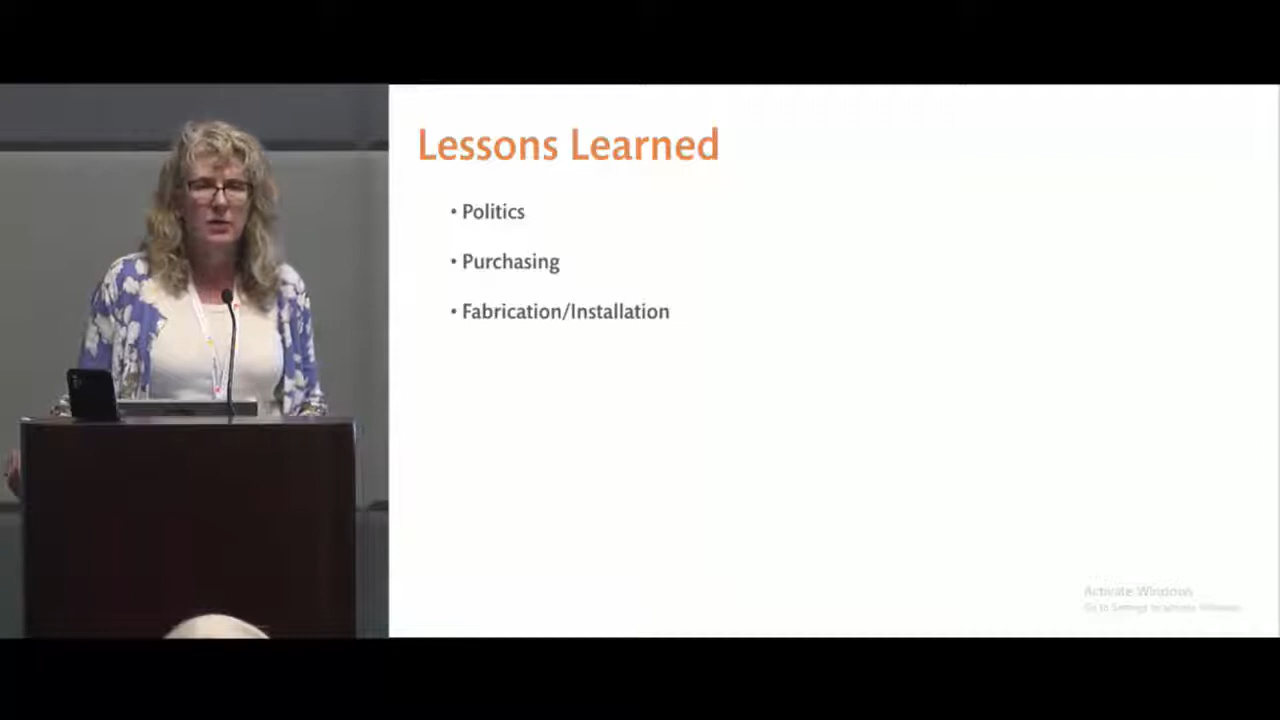 Lessons Learned
• Politics
• Purchasing
• Fabrication/Installation
Activate Windows
Go to Settings to activate Windows.